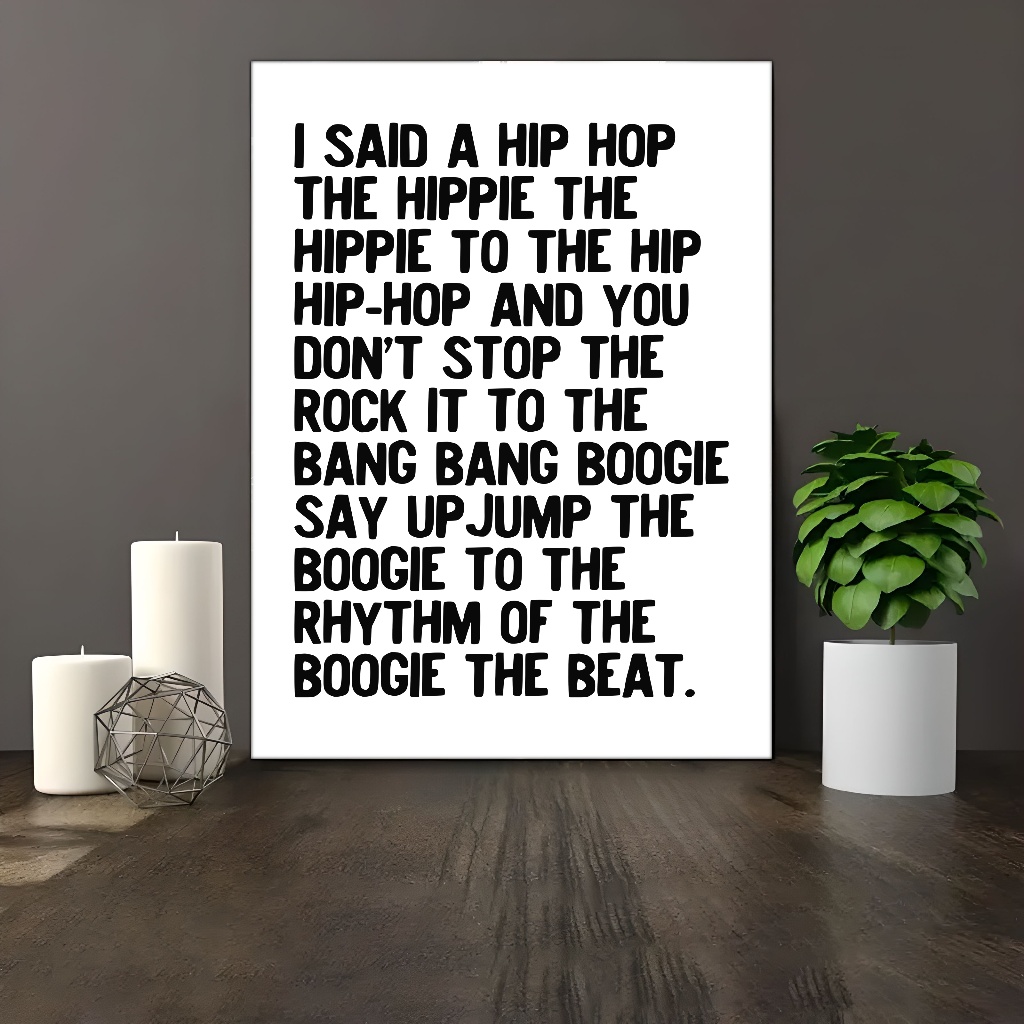 I SAID A HIP HOP
THE HIPPIE THE
HIPPIE TO THE HIP
HIP-HOP AND YOU
DON'T STOP THE
ROCK IT TO THE
BANG BANG BOOGIE
SAY UPJUMP THE
BOOGIE TO THE
RHYTHM OF THE
BOOGIE THE BEAT.